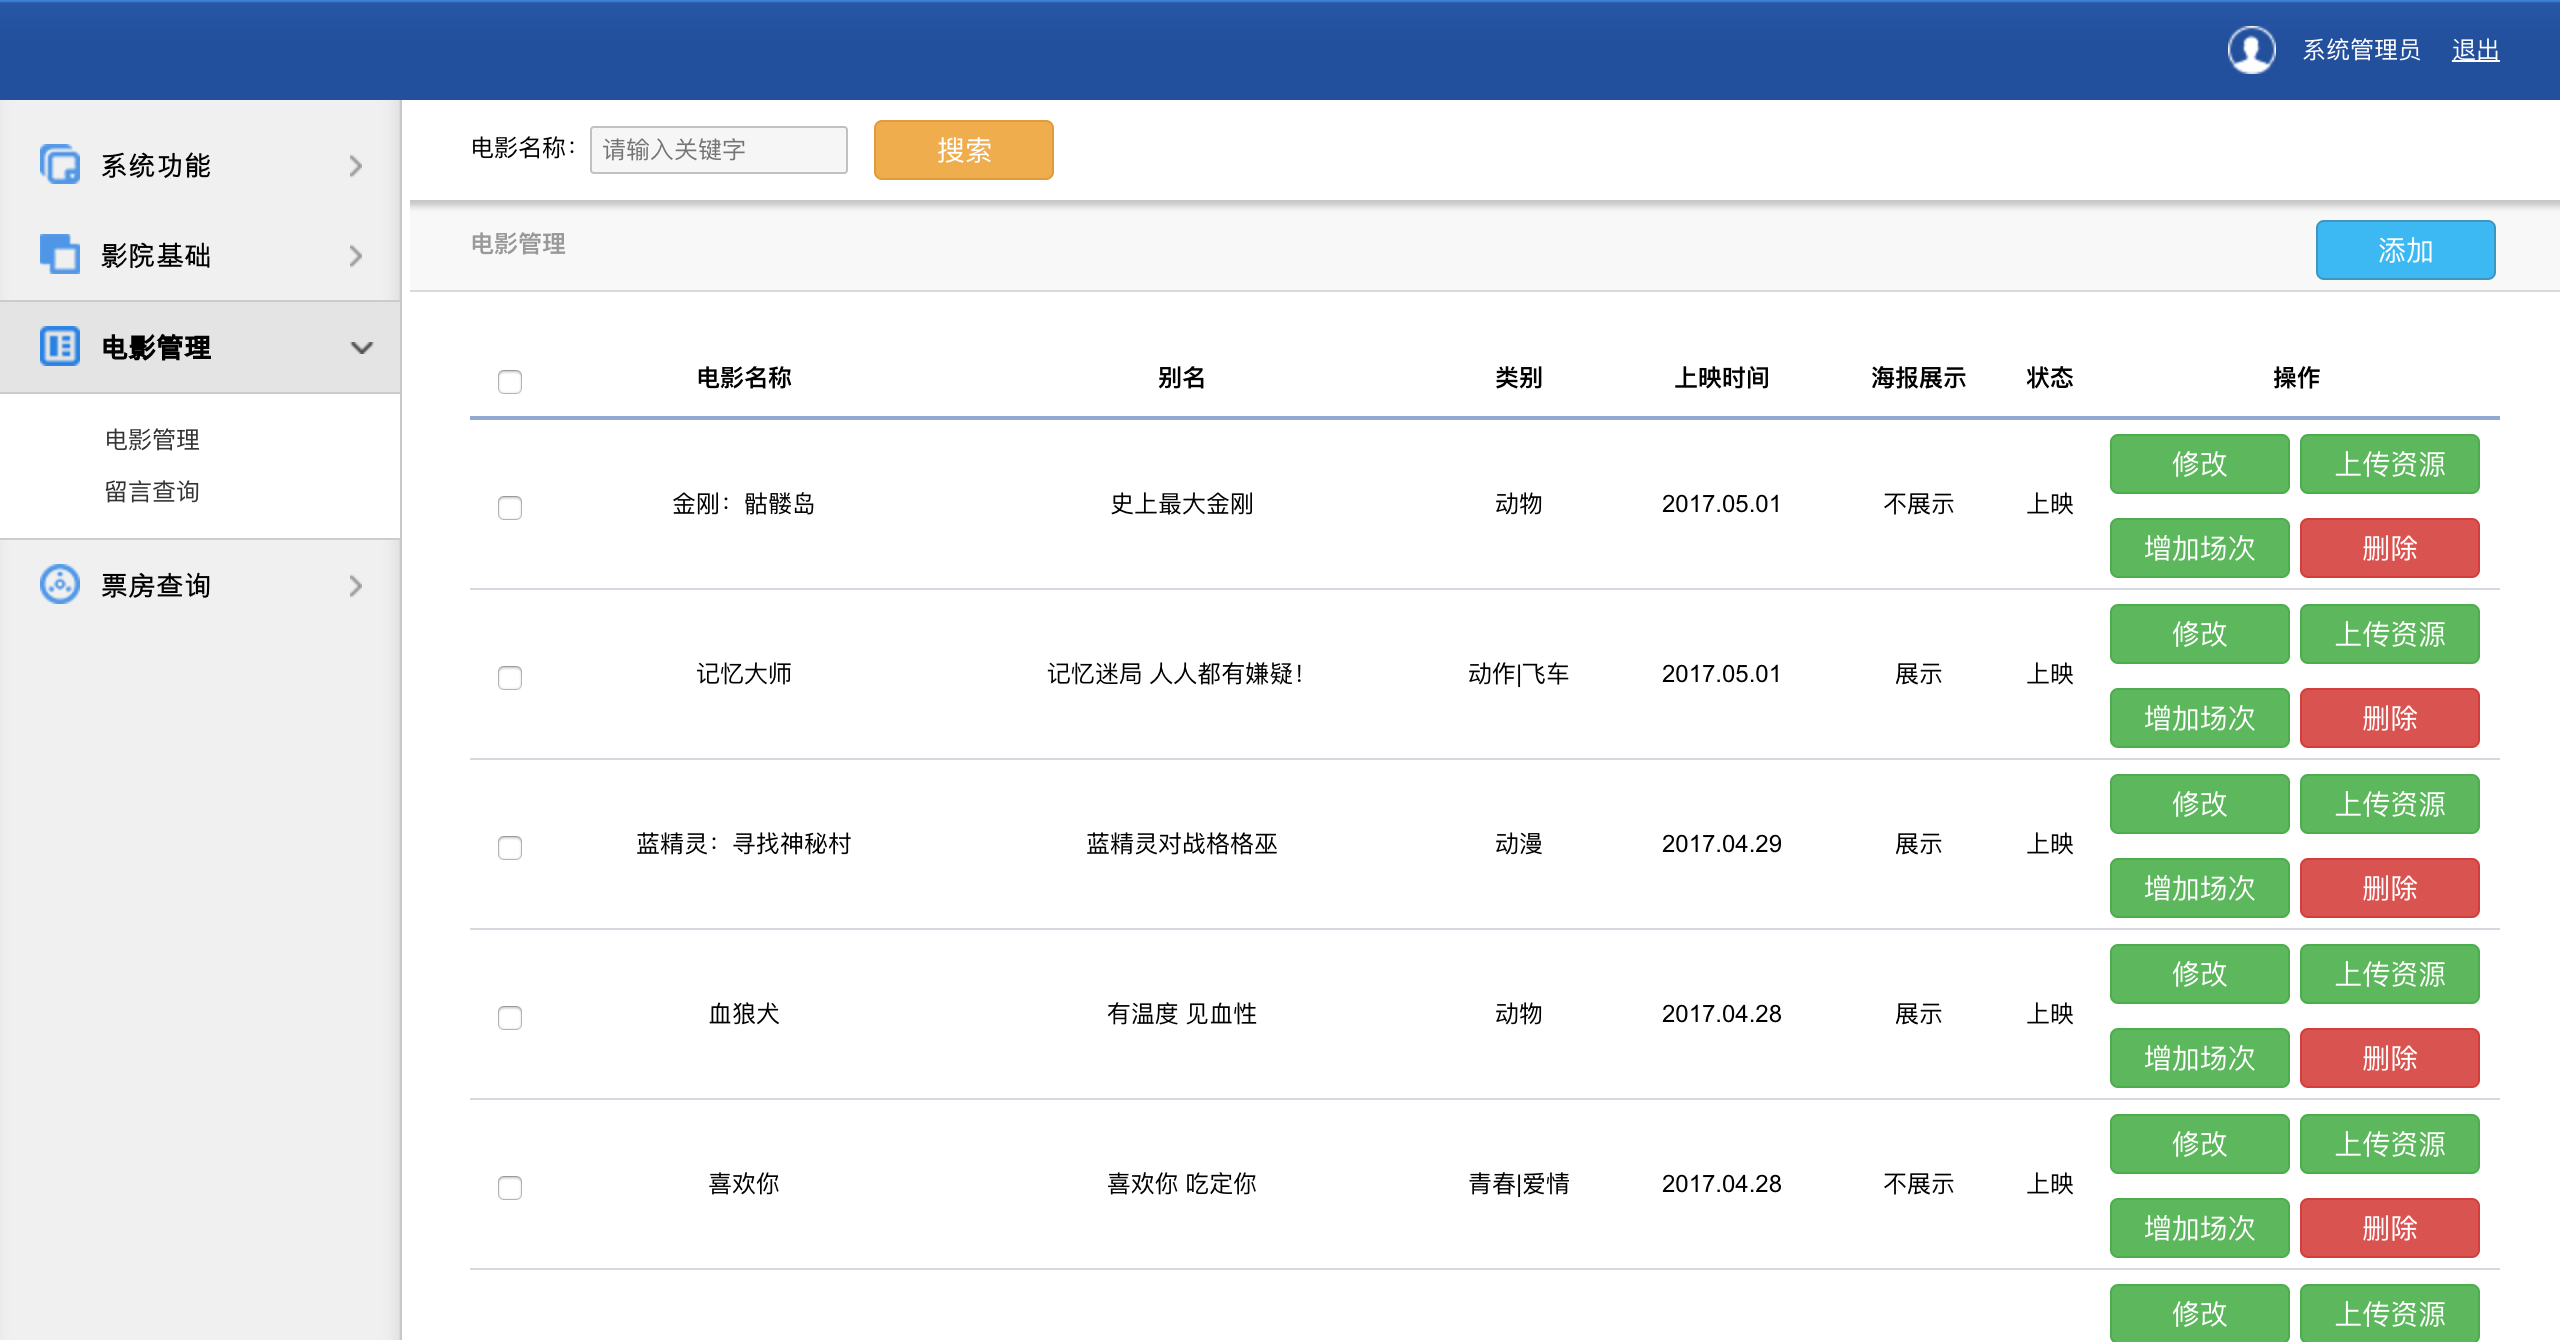 系统管理员 退出
系统功能
影院基础
电影管理
电影管理
留言查询
票房查询
电影名称： 请输入关键字 搜索
电影管理 添加
电影名称 别名 类别 上映时间 海报展示 状态 操作
金刚：骷髅岛 史上最大金刚 动物 2017.05.01 不展示 上映 修改 上传资源
增加场次 删除
记忆大师 记忆迷局 人人都有嫌疑！ 动作|飞车 2017.05.01 展示 上映 修改 上传资源
增加场次 删除
蓝精灵：寻找神秘村 蓝精灵对战格格巫 动漫 2017.04.29 展示 上映 修改 上传资源
增加场次 删除
血狼犬 有温度 见血性 动物 2017.04.28 展示 上映 修改 上传资源
增加场次 删除
喜欢你 喜欢你 吃定你 青春|爱情 2017.04.28 不展示 上映 修改 上传资源
增加场次 删除
修改 上传资源